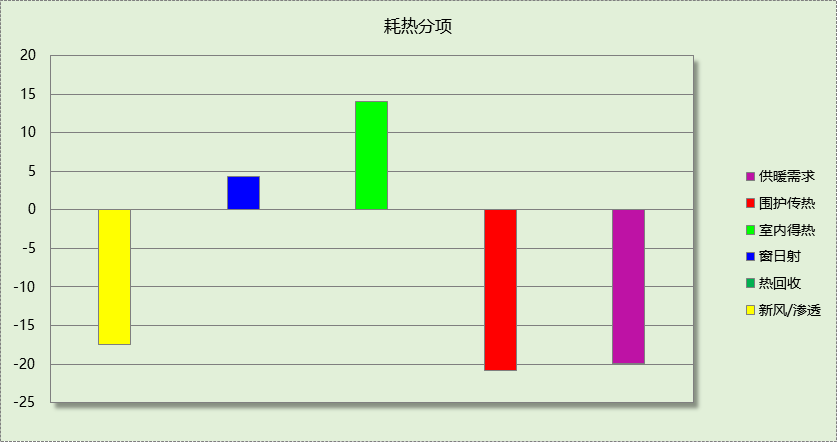 耗热分项
20
15
10
5
0
-5
-10
-15
-20
-25
供暖需求
围护传热
室内得热
窗日射
热回收
新风/渗透